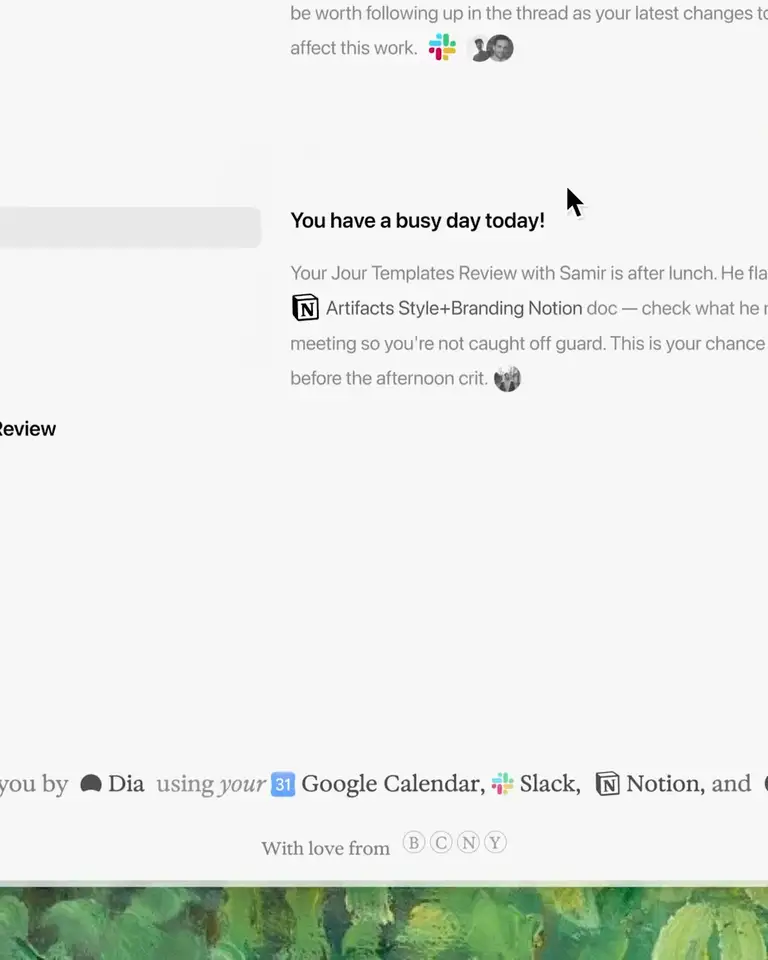 be worth following up in the thread as your latest changes to
affect this work.
You have a busy day today!
Your Jour Templates Review with Samir is after lunch. He fla
Artifacts Style+Branding Notion doc — check what he
meeting so you're not caught off guard. This is your chance
before the afternoon crit.
Review
you by Dia using your 31 Google Calendar, Slack, N Notion, and
With love from B C N Y